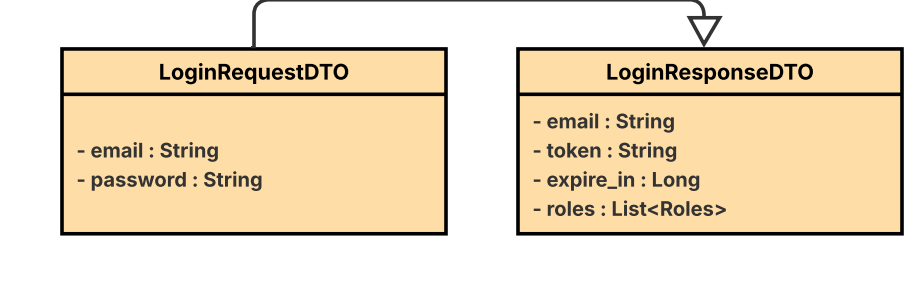 LoginRequestDTO
- email : String
- password : String
LoginResponseDTO
- email : String
- token : String
- expire_in : Long
- roles : List<Roles>